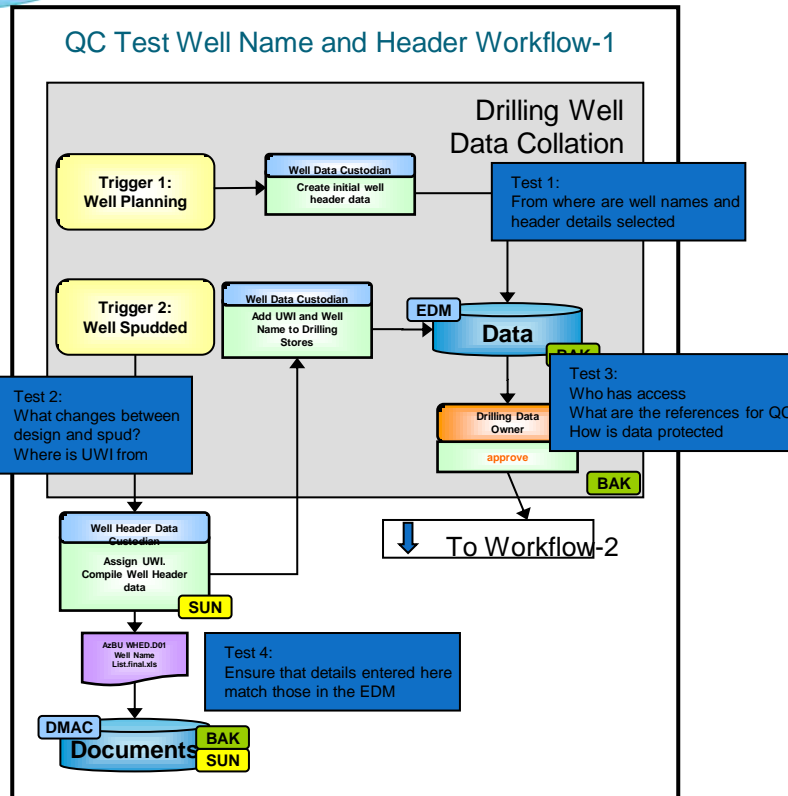 QC Test Well Name and Header Workflow-1
Drilling Well
Data Collation
Trigger 1:
Well Planning
Well Data Custodian
Create initial well
header data
Test 1:
From where are well names and
header details selected
Trigger 2:
Well Spudded
Well Data Custodian
Add UWI and Well
Name to Drilling
Stores
EDM
Data
BAK
Test 2:
What changes between
design and spud?
Where is UWI from
Test 3:
Who has access
What are the references for QC
How is data protected
Drilling Data
Owner
approve
BAK
Well Header Data
Custodian
Assign UWI.
Compile Well Header
data
SUN
To Workflow-2
AzBU WHED.D01
Well Name
List.final.xls
Test 4:
Ensure that details entered here
match those in the EDM
DMAC
Documents
BAK
SUN